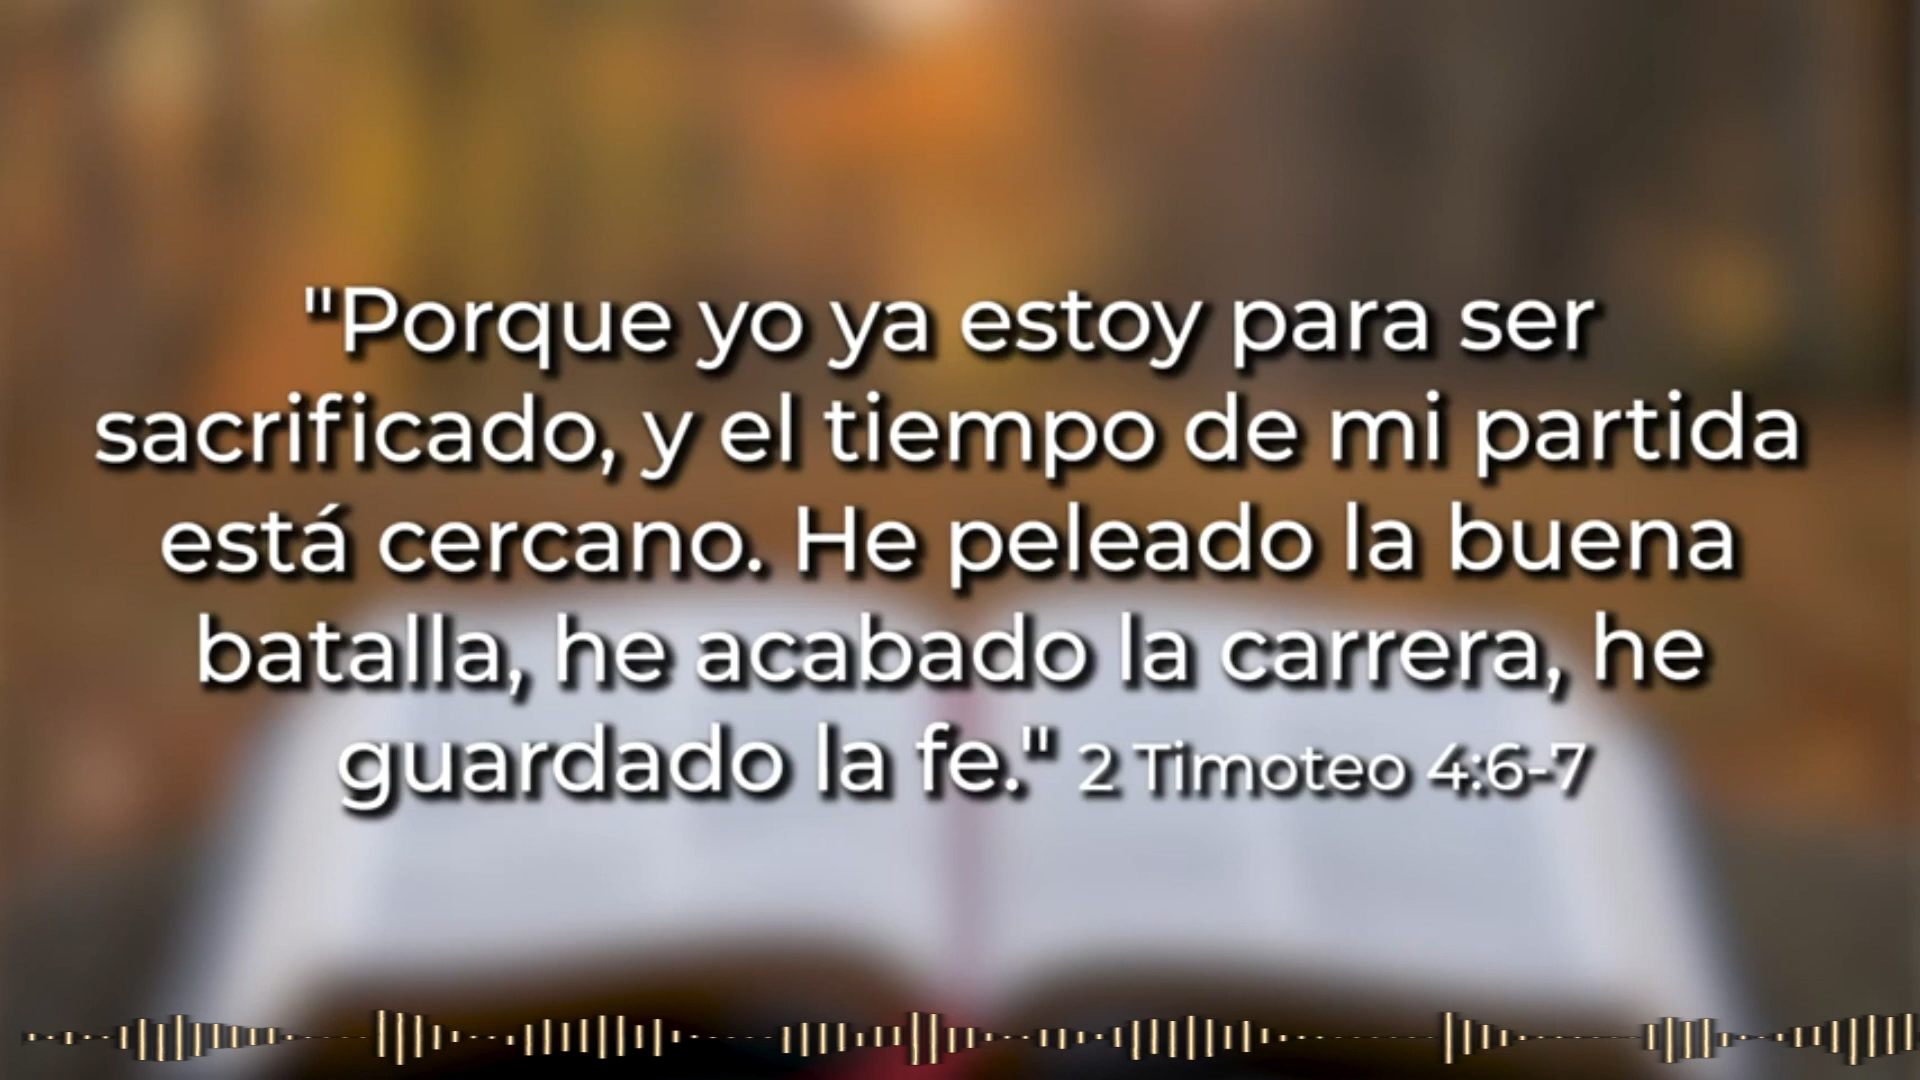 "Porque yo ya estoy para ser
sacrificado, y el tiempo de mi partida
está cercano. He peleado la buena
batalla, he acabado la carrera, he
guardado la fe." 2 Timoteo 4:6-7